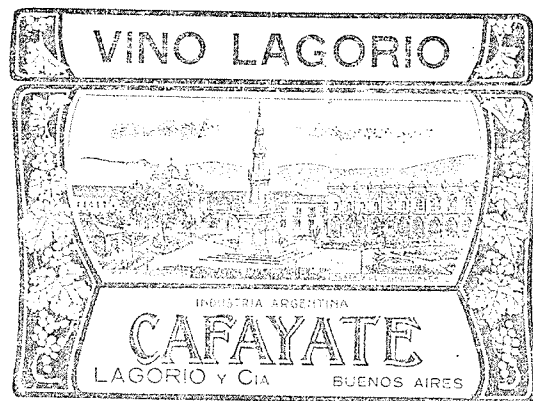 VINO LAGORIO
INDUSTRIA ARGENTINA
CAFAYATE
LAGORIO Y CIA BUENOS AIRES